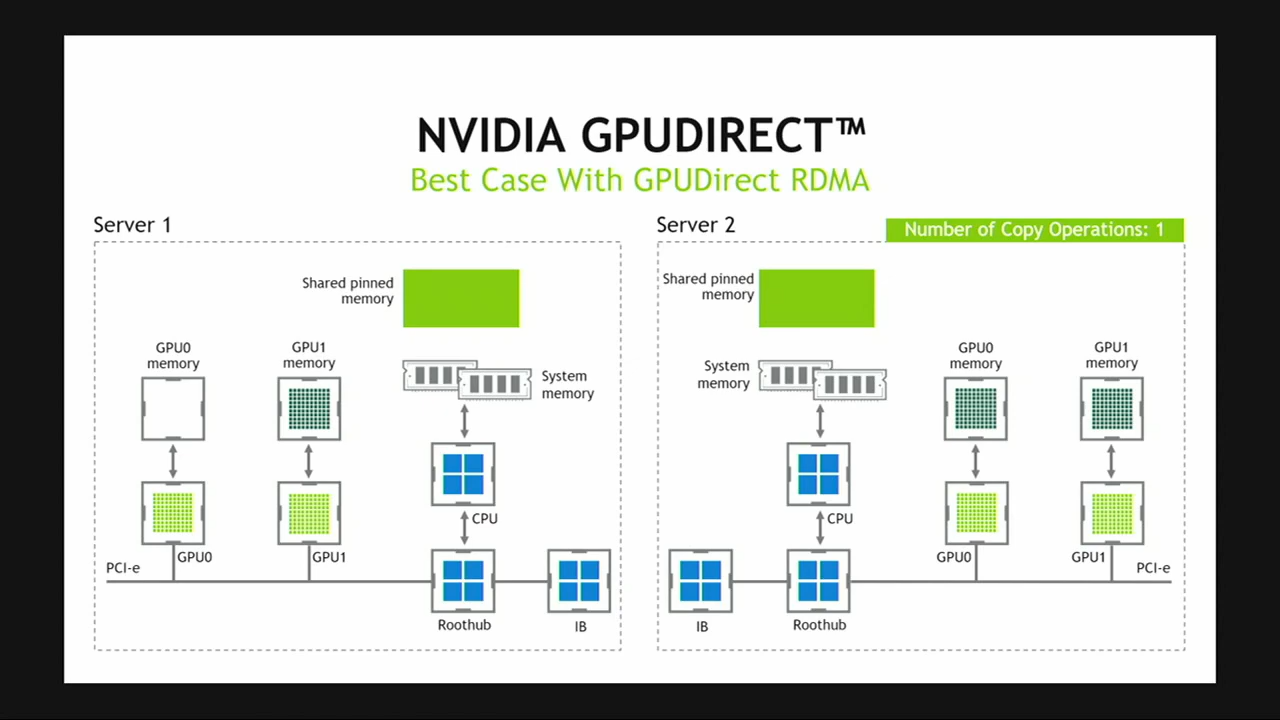 NVIDIA GPUDIRECT™
Best Case With GPUDirect RDMA
Server 1
Shared pinned
memory
GPU0
memory
GPU1
memory
System
memory
CPU
GPU0
GPU1
PCI-e
Roothub
IB
Server 2
Number of Copy Operations: 1
Shared pinned
memory
System
memory
GPU0
memory
GPU1
memory
CPU
GPU0
GPU1
PCI-e
IB
Roothub